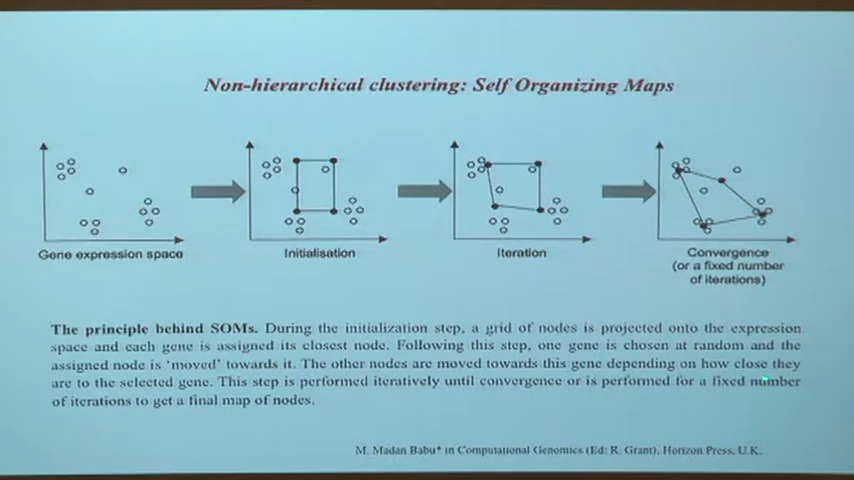 Non-hierarchical clustering: Self Organizing Maps
Gene expression space
Initialisation
Iteration
Convergence
(or a fixed number
of iterations)
The principle behind SOMs. During the initialization step, a grid of nodes is projected onto the expression
space and each gene is assigned its closest node. Following this step, one gene is chosen at random and the
assigned node is 'moved' towards it. The other nodes are moved towards this gene depending on how close they
are to the selected gene. This step is performed iteratively until convergence or is performed for a fixed number
of iterations to get a final map of nodes.
M. Madan Babu* in Computational Genomics (Ed: R. Grant), Horizon Press, U.K.